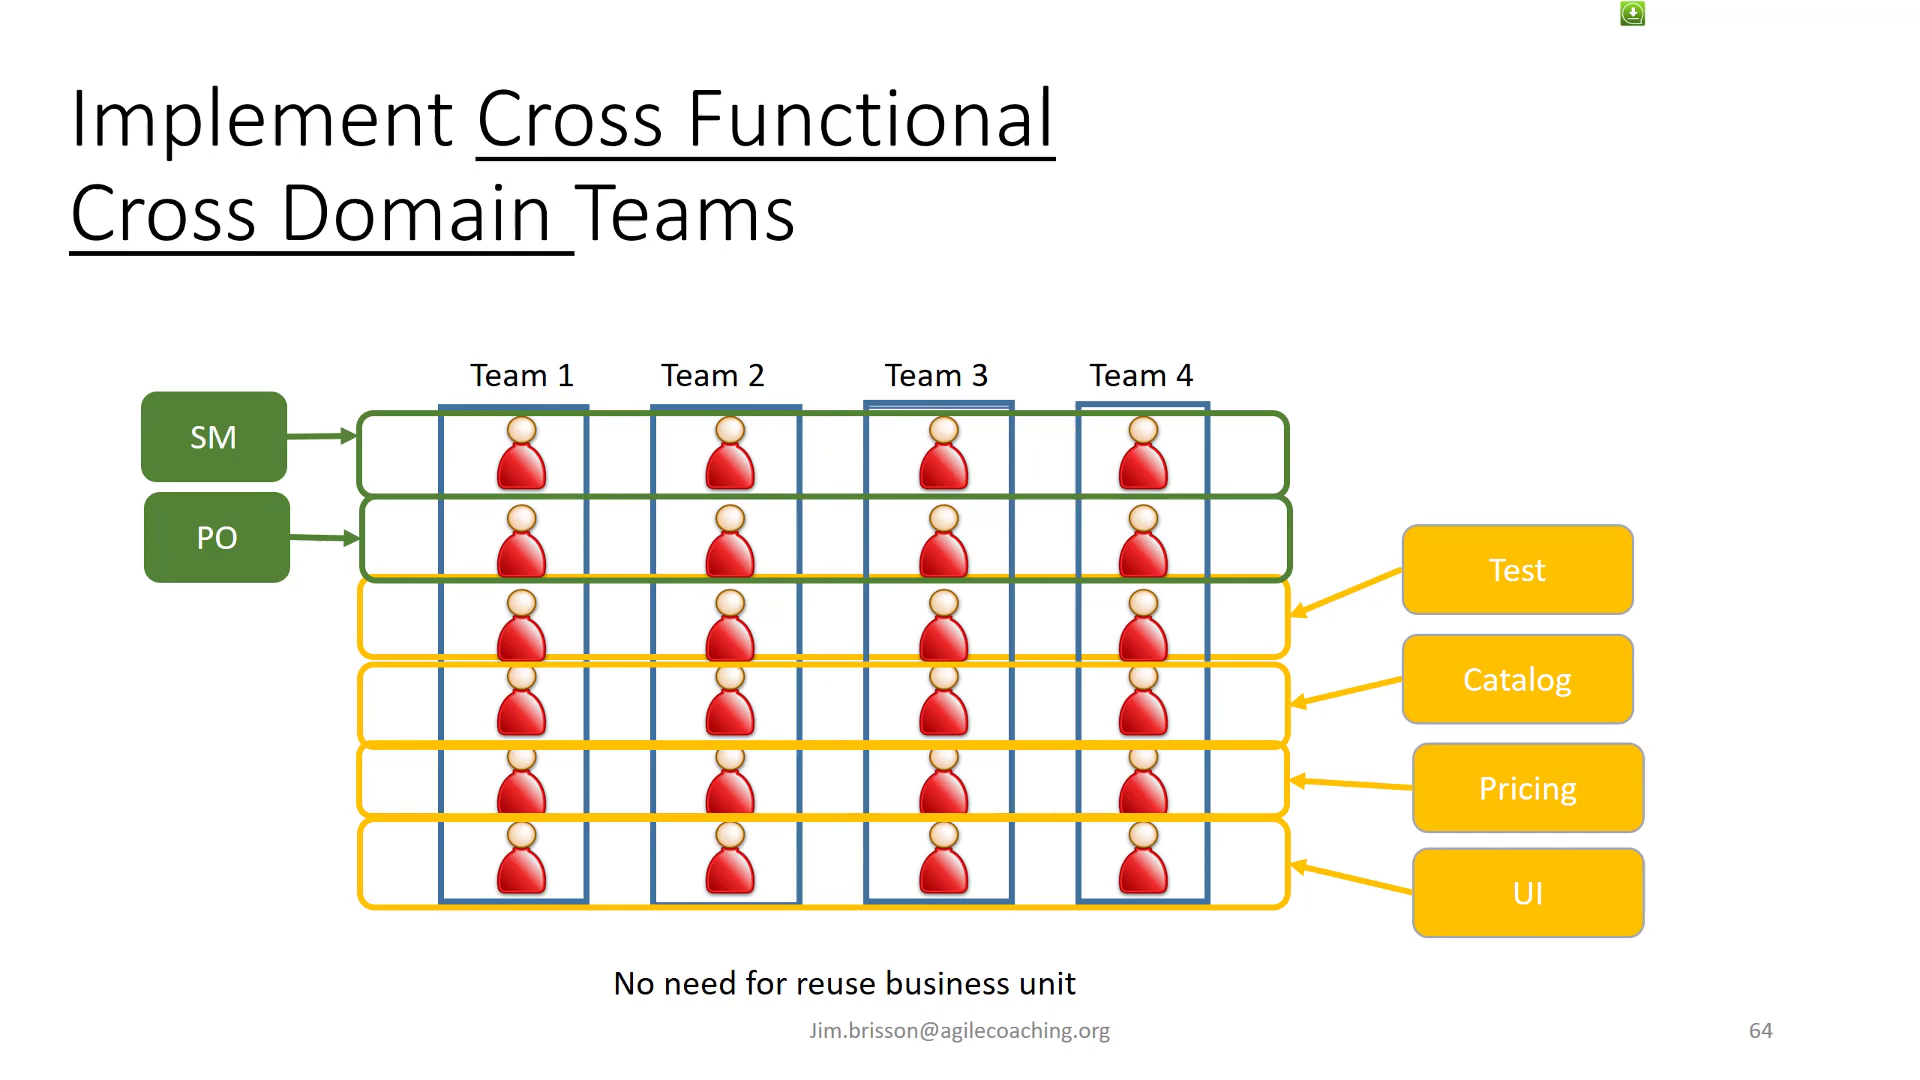 Implement Cross Functional
Cross Domain Teams
Team 1
Team 2
Team 3
Team 4
SM
PO
Test
Catalog
Pricing
UI
No need for reuse business unit
Jim.brisson@agilecoaching.org
64